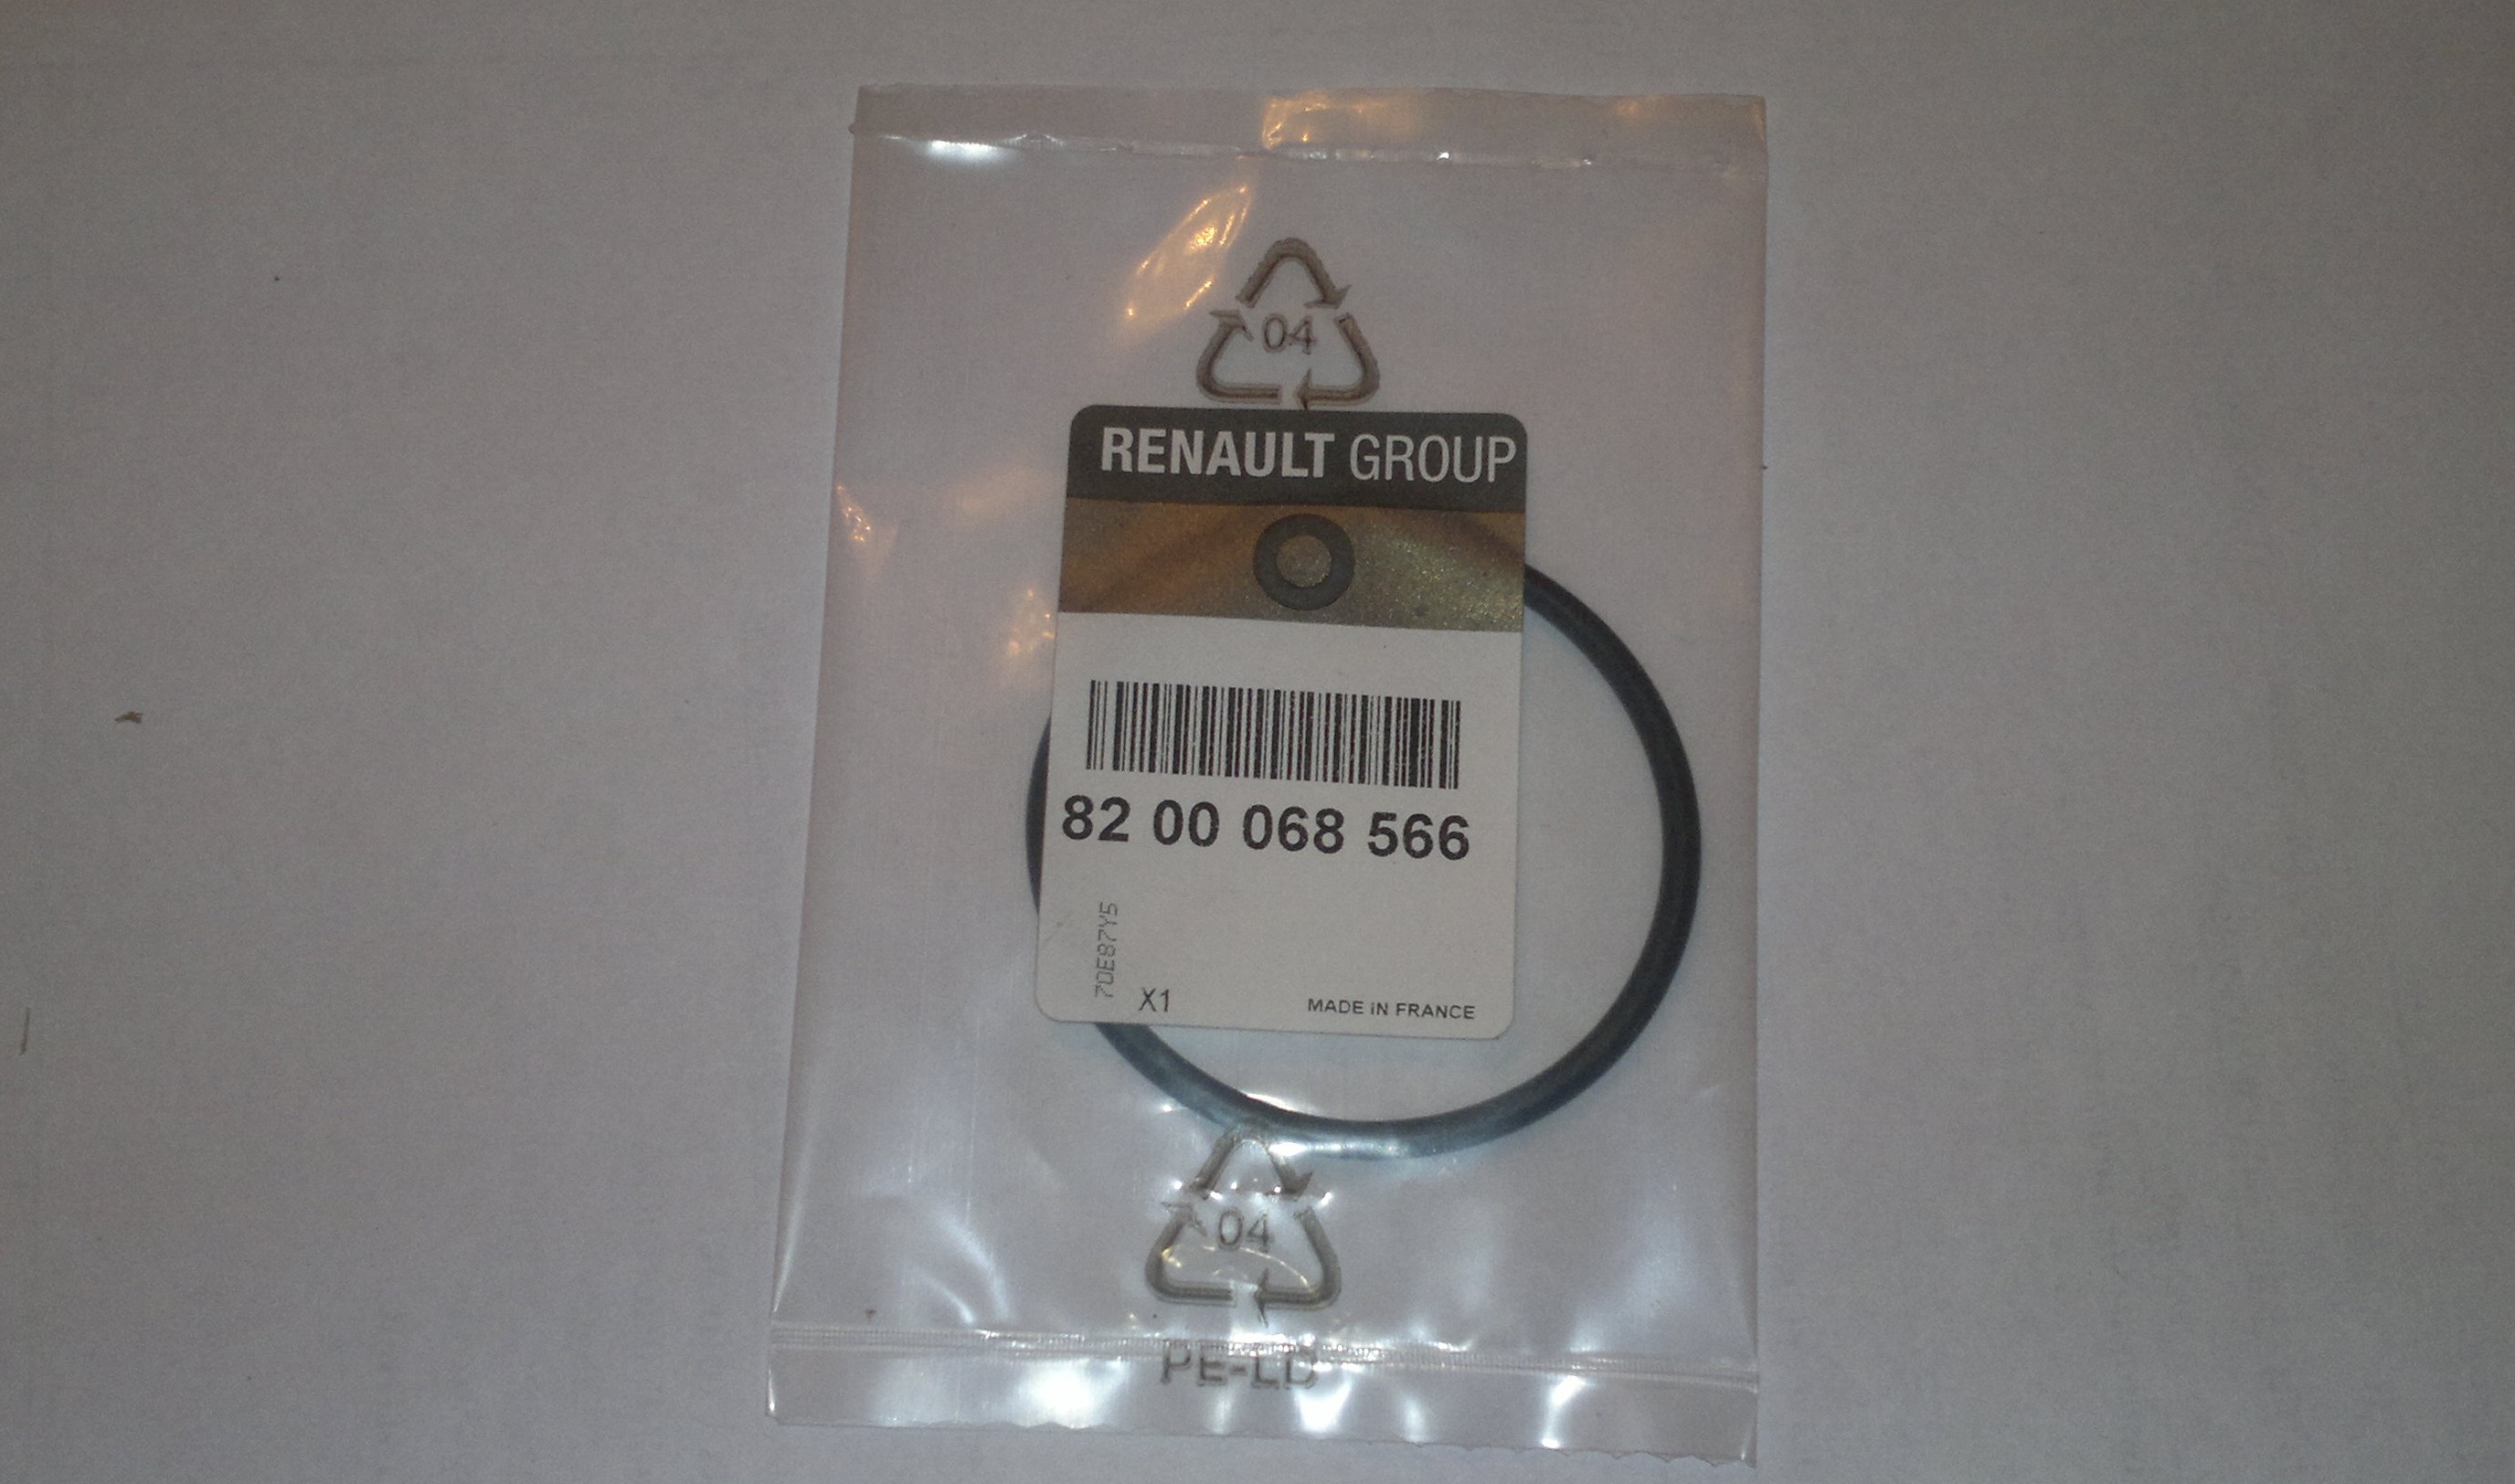 04
RENAULT GROUP
82 00 068 566
70E87Y5
X1
MADE IN FRANCE
04
PE-LD